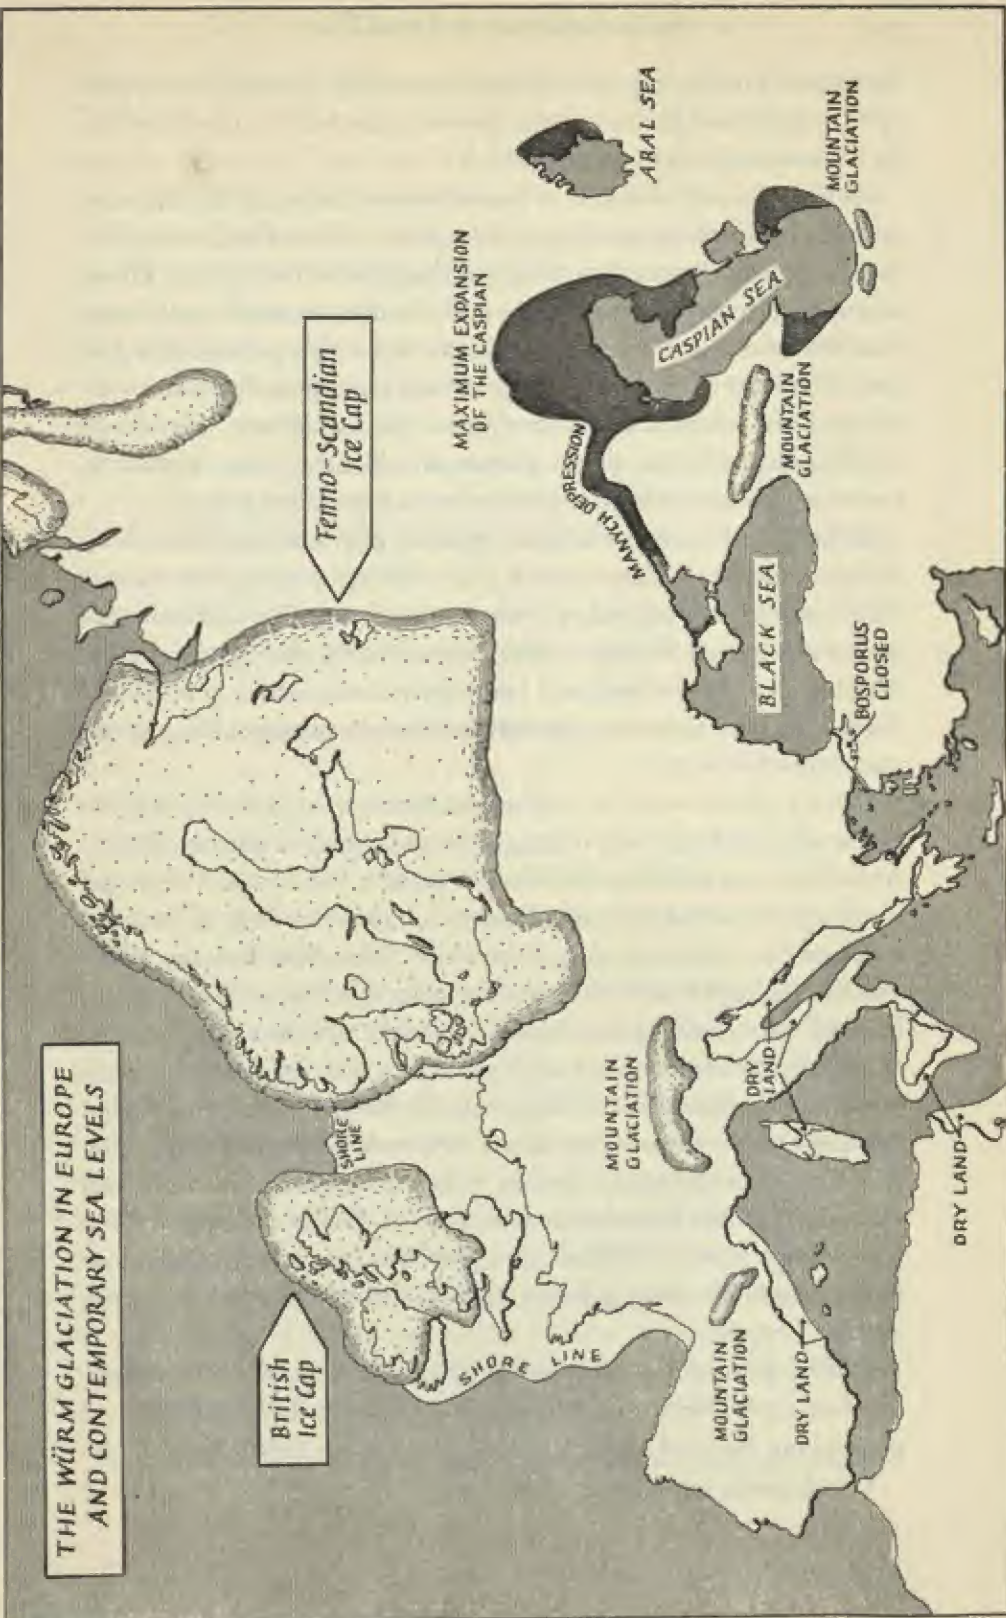 THE WÜRM GLACIATION IN EUROPE
AND CONTEMPORARY SEA LEVELS
British
Ice Cap
Fenno-Scandian
Ice Cap
SHORE
LINE
SHORE LINE
MAXIMUM EXPANSION
OF THE CASPIAN
ARAL SEA
MANYCH DEPRESSION
CASPIAN SEA
MOUNTAIN
GLACIATION
MOUNTAIN
GLACIATION
BLACK SEA
BOSPORUS
CLOSED
MOUNTAIN
GLACIATION
DRY
LAND
MOUNTAIN
GLACIATION
DRY LAND
DRY LAND